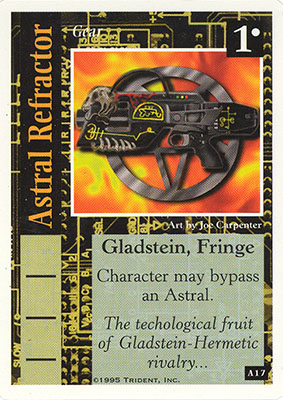 Gear
1
Astral Refractor
Art by Joe Carpenter
Gladstein, Fringe
Character may bypass
an Astral.
The techological fruit
of Gladstein-Hermetic
rivalry...
©1995 TRIDENT, INC.
A17